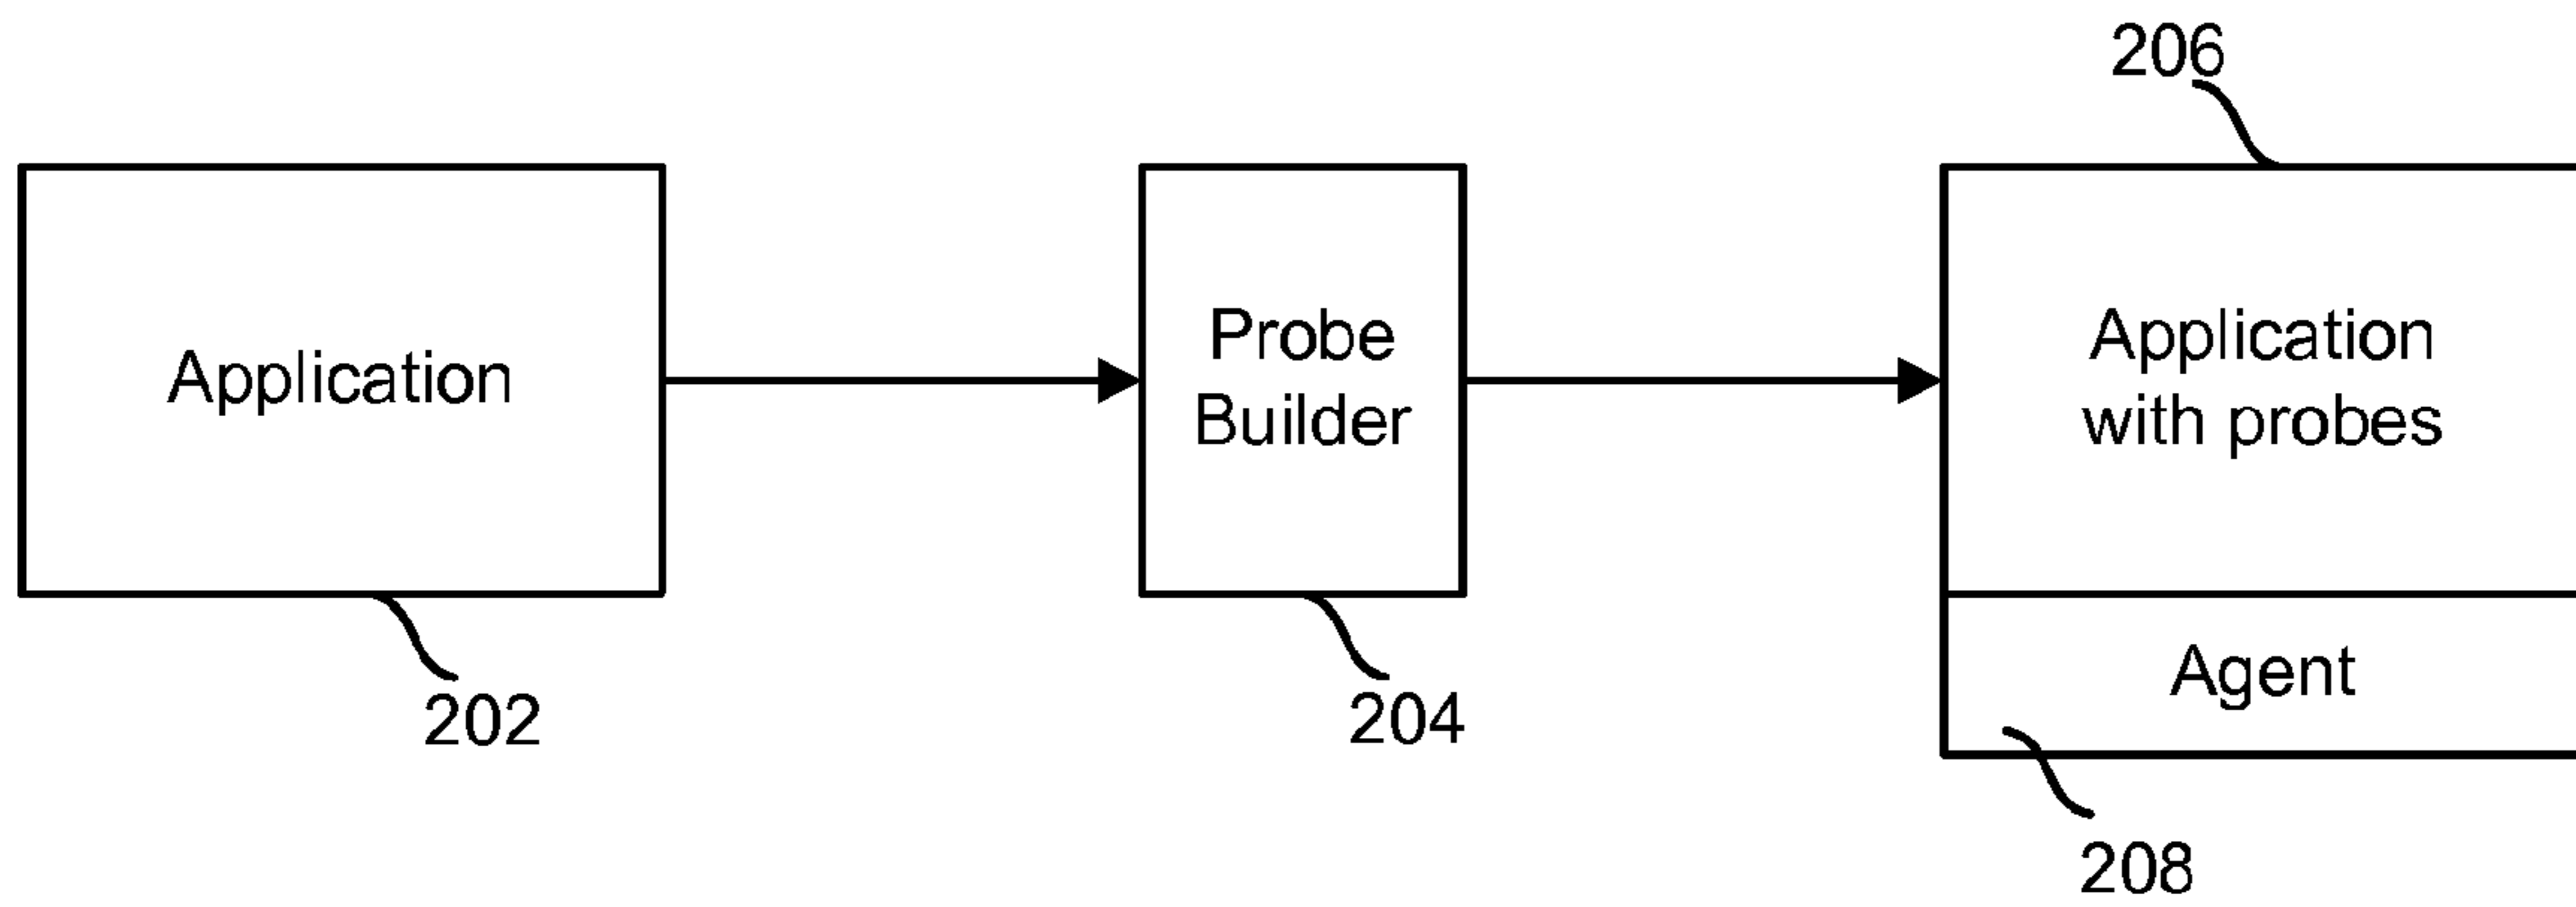 206
Application
Probe
Builder
Application
with probes
Agent
202
204
208